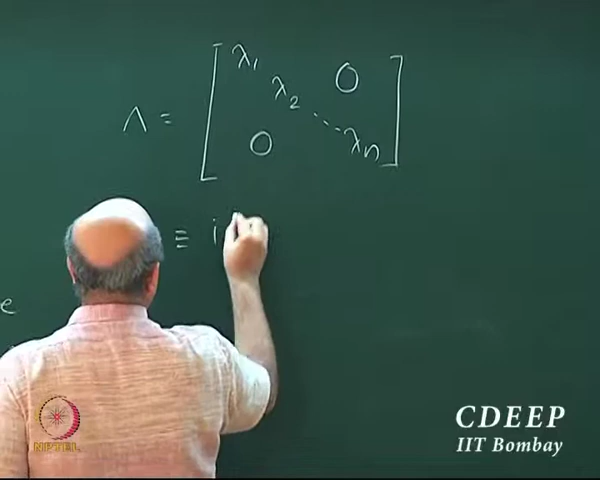 λ₁ 0
λ₂
Λ = ⋱
0 λn
≡ i
e
NPTEL
CDEEP
IIT Bombay